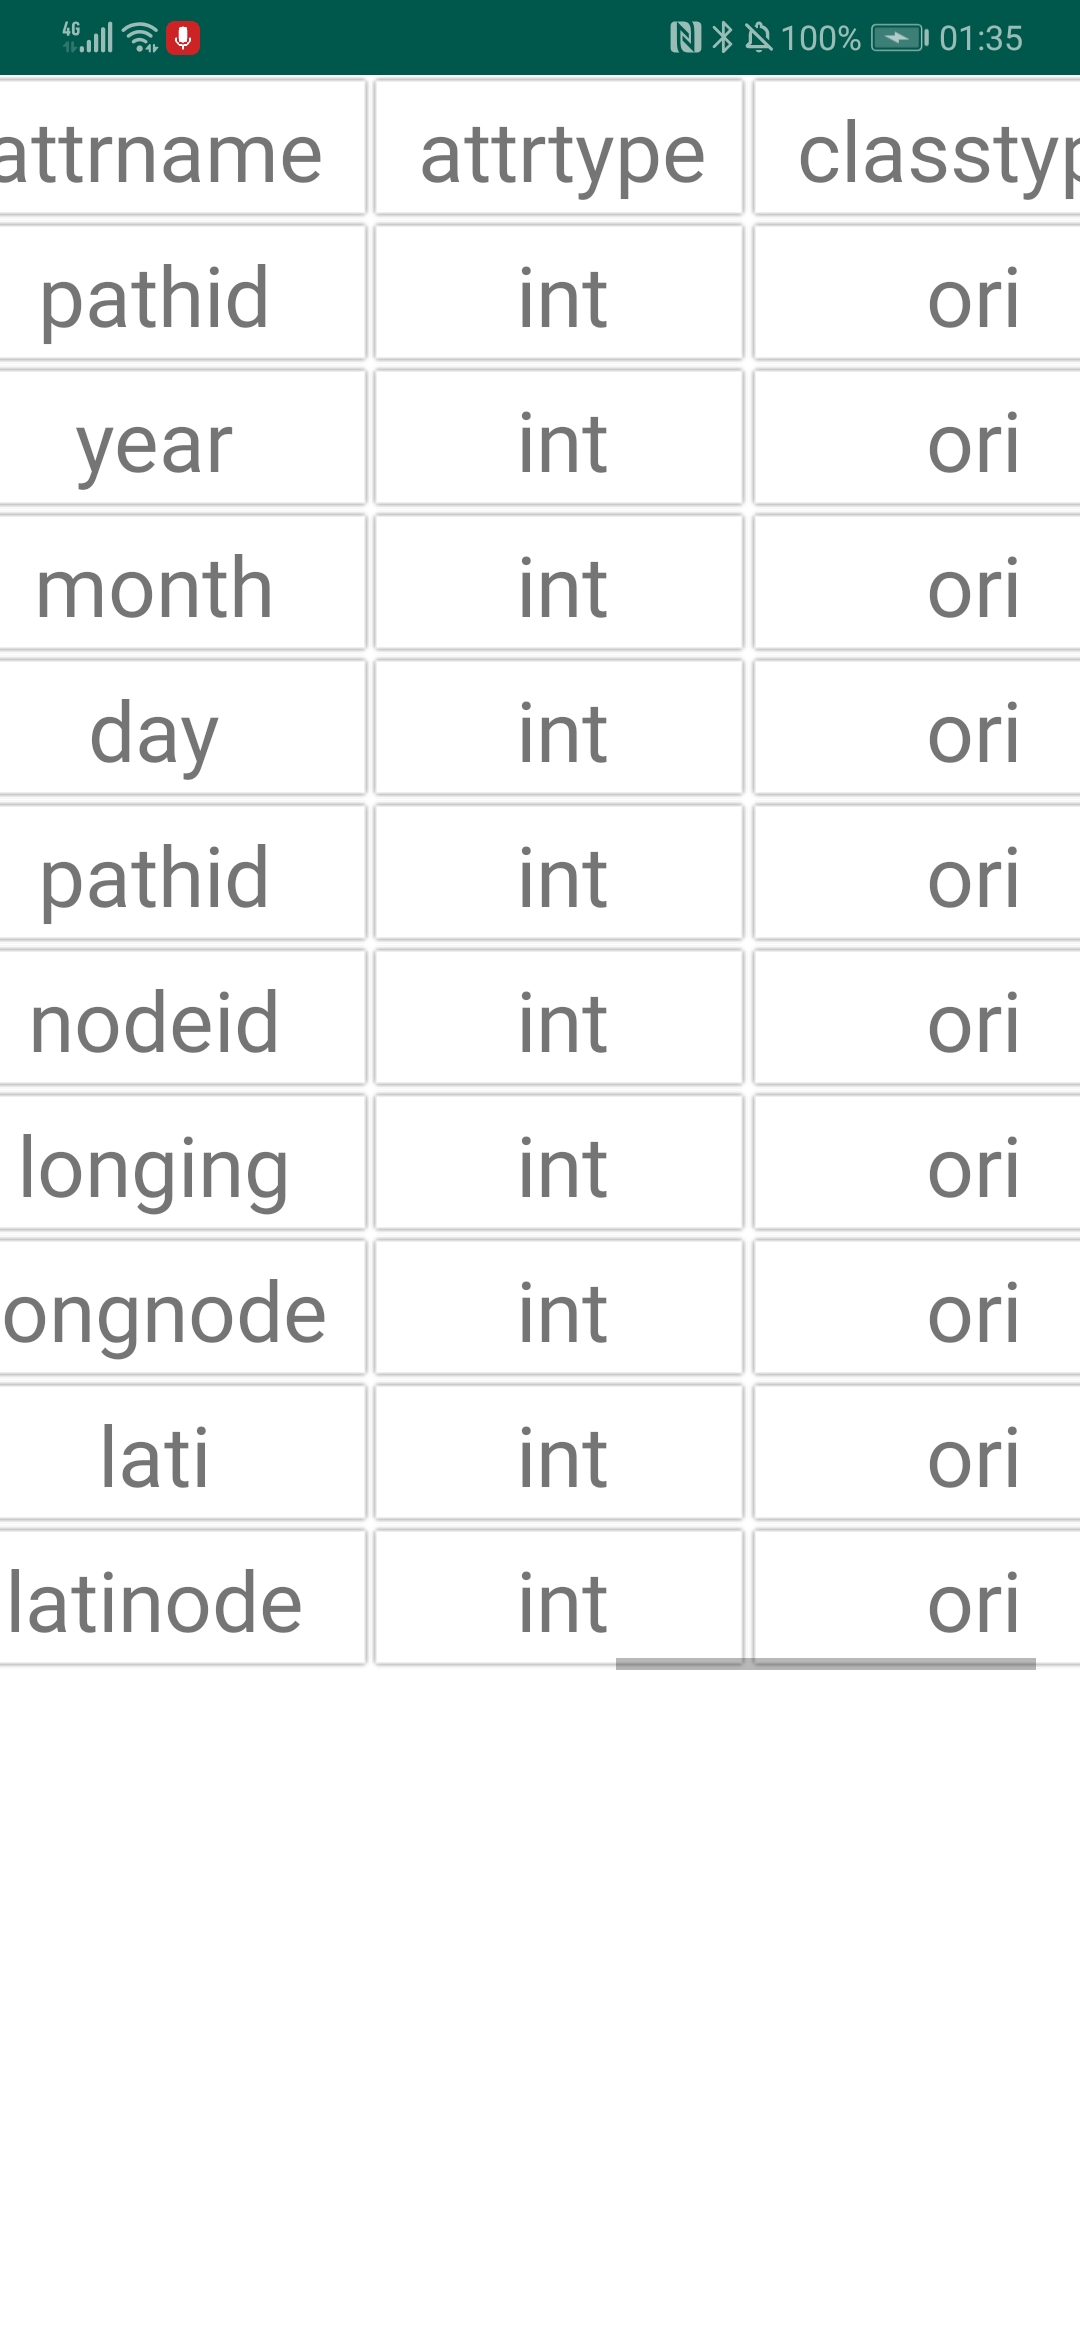 4G 100% 01:35
attrname attrtype classtyp
pathid int ori
year int ori
month int ori
day int ori
pathid int ori
nodeid int ori
longing int ori
ongnode int ori
lati int ori
latinode int ori